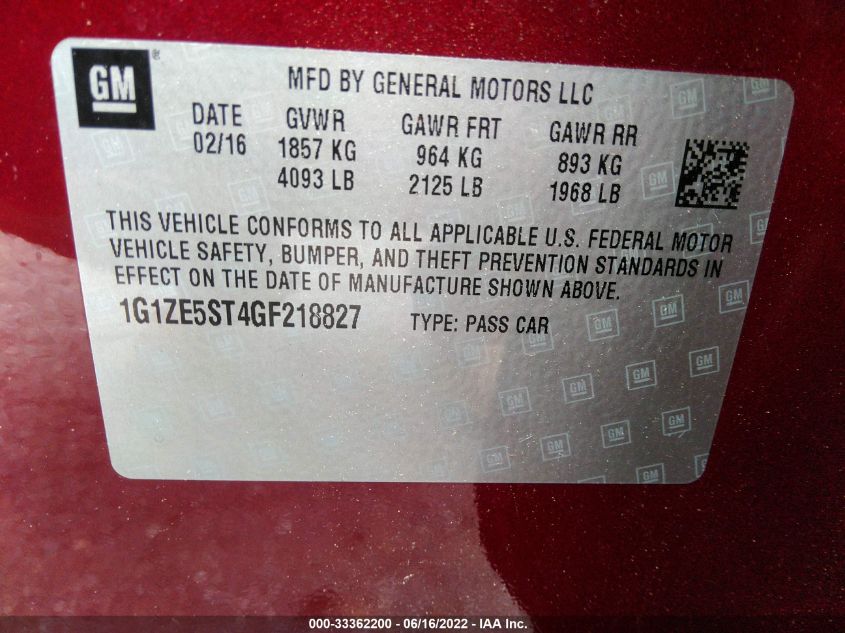 GM®
MFD BY GENERAL MOTORS LLC
DATE GVWR GAWR FRT GAWR RR
02/16 1857 KG 964 KG 893 KG
4093 LB 2125 LB 1968 LB
THIS VEHICLE CONFORMS TO ALL APPLICABLE U.S. FEDERAL MOTOR
VEHICLE SAFETY, BUMPER, AND THEFT PREVENTION STANDARDS IN
EFFECT ON THE DATE OF MANUFACTURE SHOWN ABOVE.
1G1ZE5ST4GF218827 TYPE: PASS CAR
000-33362200 - 06/16/2022 - IAA Inc.